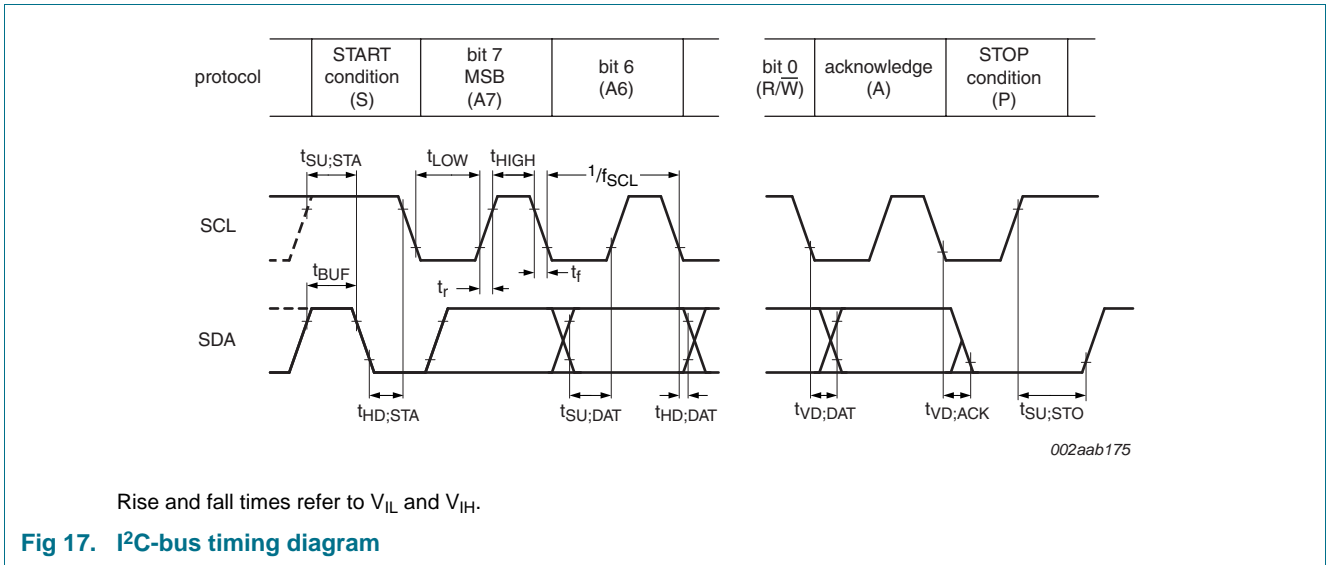 protocol
START
condition
(S)
bit 7
MSB
(A7)
bit 6
(A6)
bit 0
(R/W̅)
acknowledge
(A)
STOP
condition
(P)
tSU;STA
tLOW
tHIGH
1/fSCL
SCL
tBUF
tr
tf
SDA
tHD;STA
tSU;DAT
tHD;DAT
tVD;DAT
tVD;ACK
tSU;STO
002aab175
Rise and fall times refer to VIL and VIH.
Fig 17. I²C-bus timing diagram